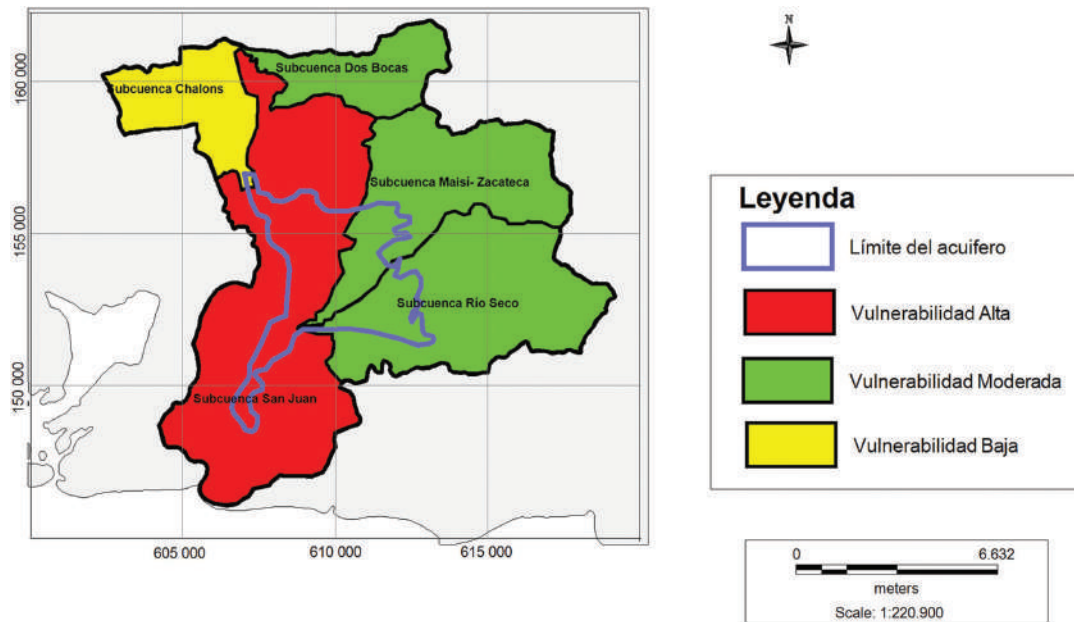 N
160 000
155 000
150 000
Subcuenca Dos Bocas
Subcuenca Chalons
Subcuenca Maisi- Zacateca
Subcuenca Río Seco
Subcuenca San Juan
605 000
610 000
615 000
Leyenda
Límite del acuifero
Vulnerabilidad Alta
Vulnerabilidad Moderada
Vulnerabilidad Baja
0
6.632
meters
Scale: 1:220.900